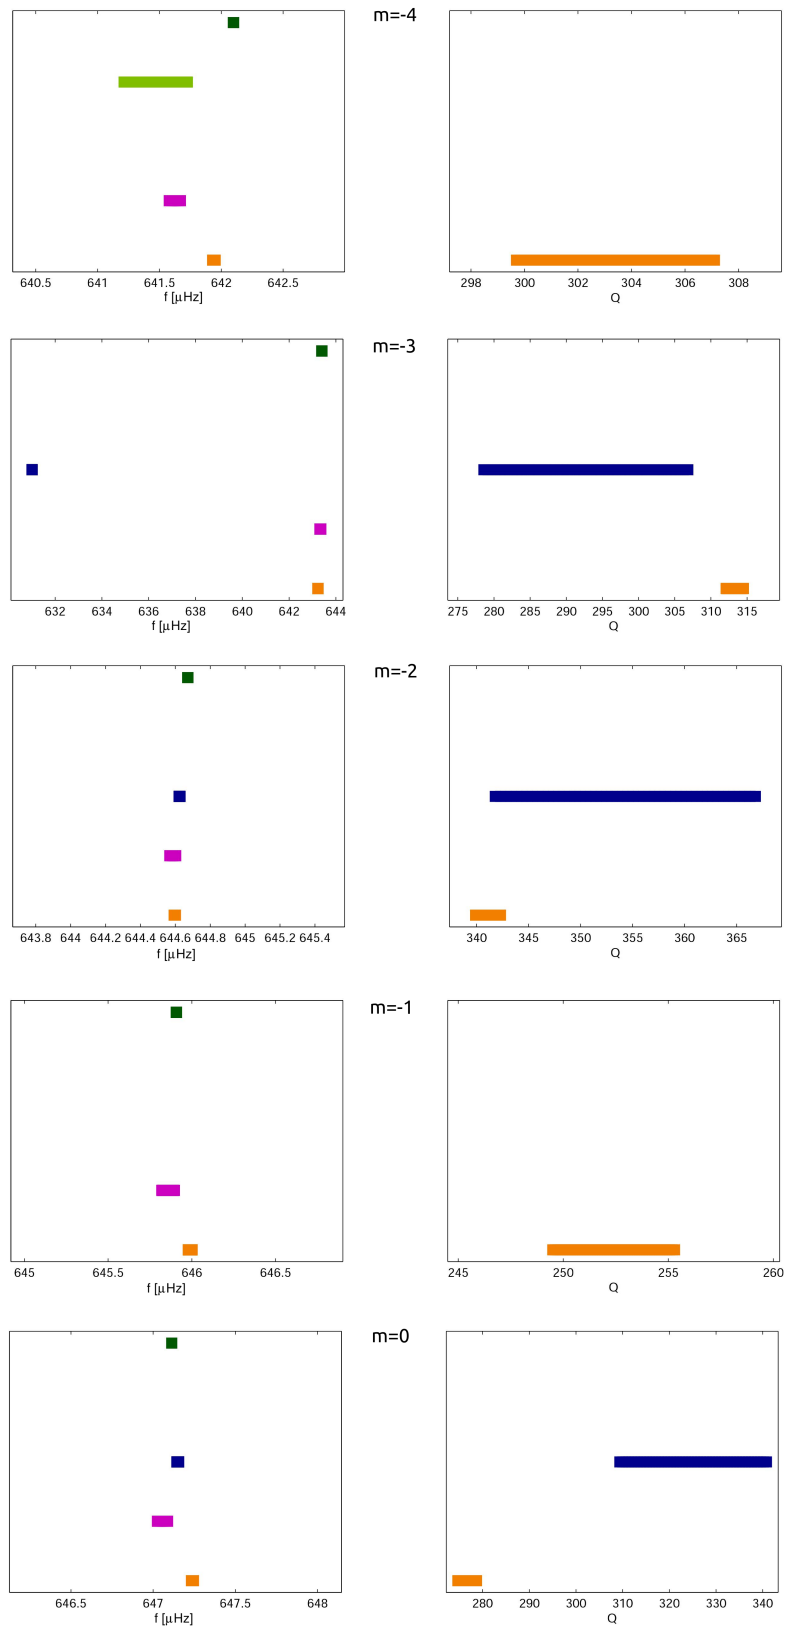 m=-4
640.5 641 641.5 642 642.5
f [μHz]
298 300 302 304 306 308
Q
m=-3
632 634 636 638 640 642 644
f [μHz]
275 280 285 290 295 300 305 310 315
Q
m=-2
643.8 644 644.2 644.4 644.6 644.8 645 645.2 645.4
f [μHz]
340 345 350 355 360 365
Q
m=-1
645 645.5 646 646.5
f [μHz]
245 250 255 260
Q
m=0
646.5 647 647.5 648
f [μHz]
280 290 300 310 320 330 340
Q